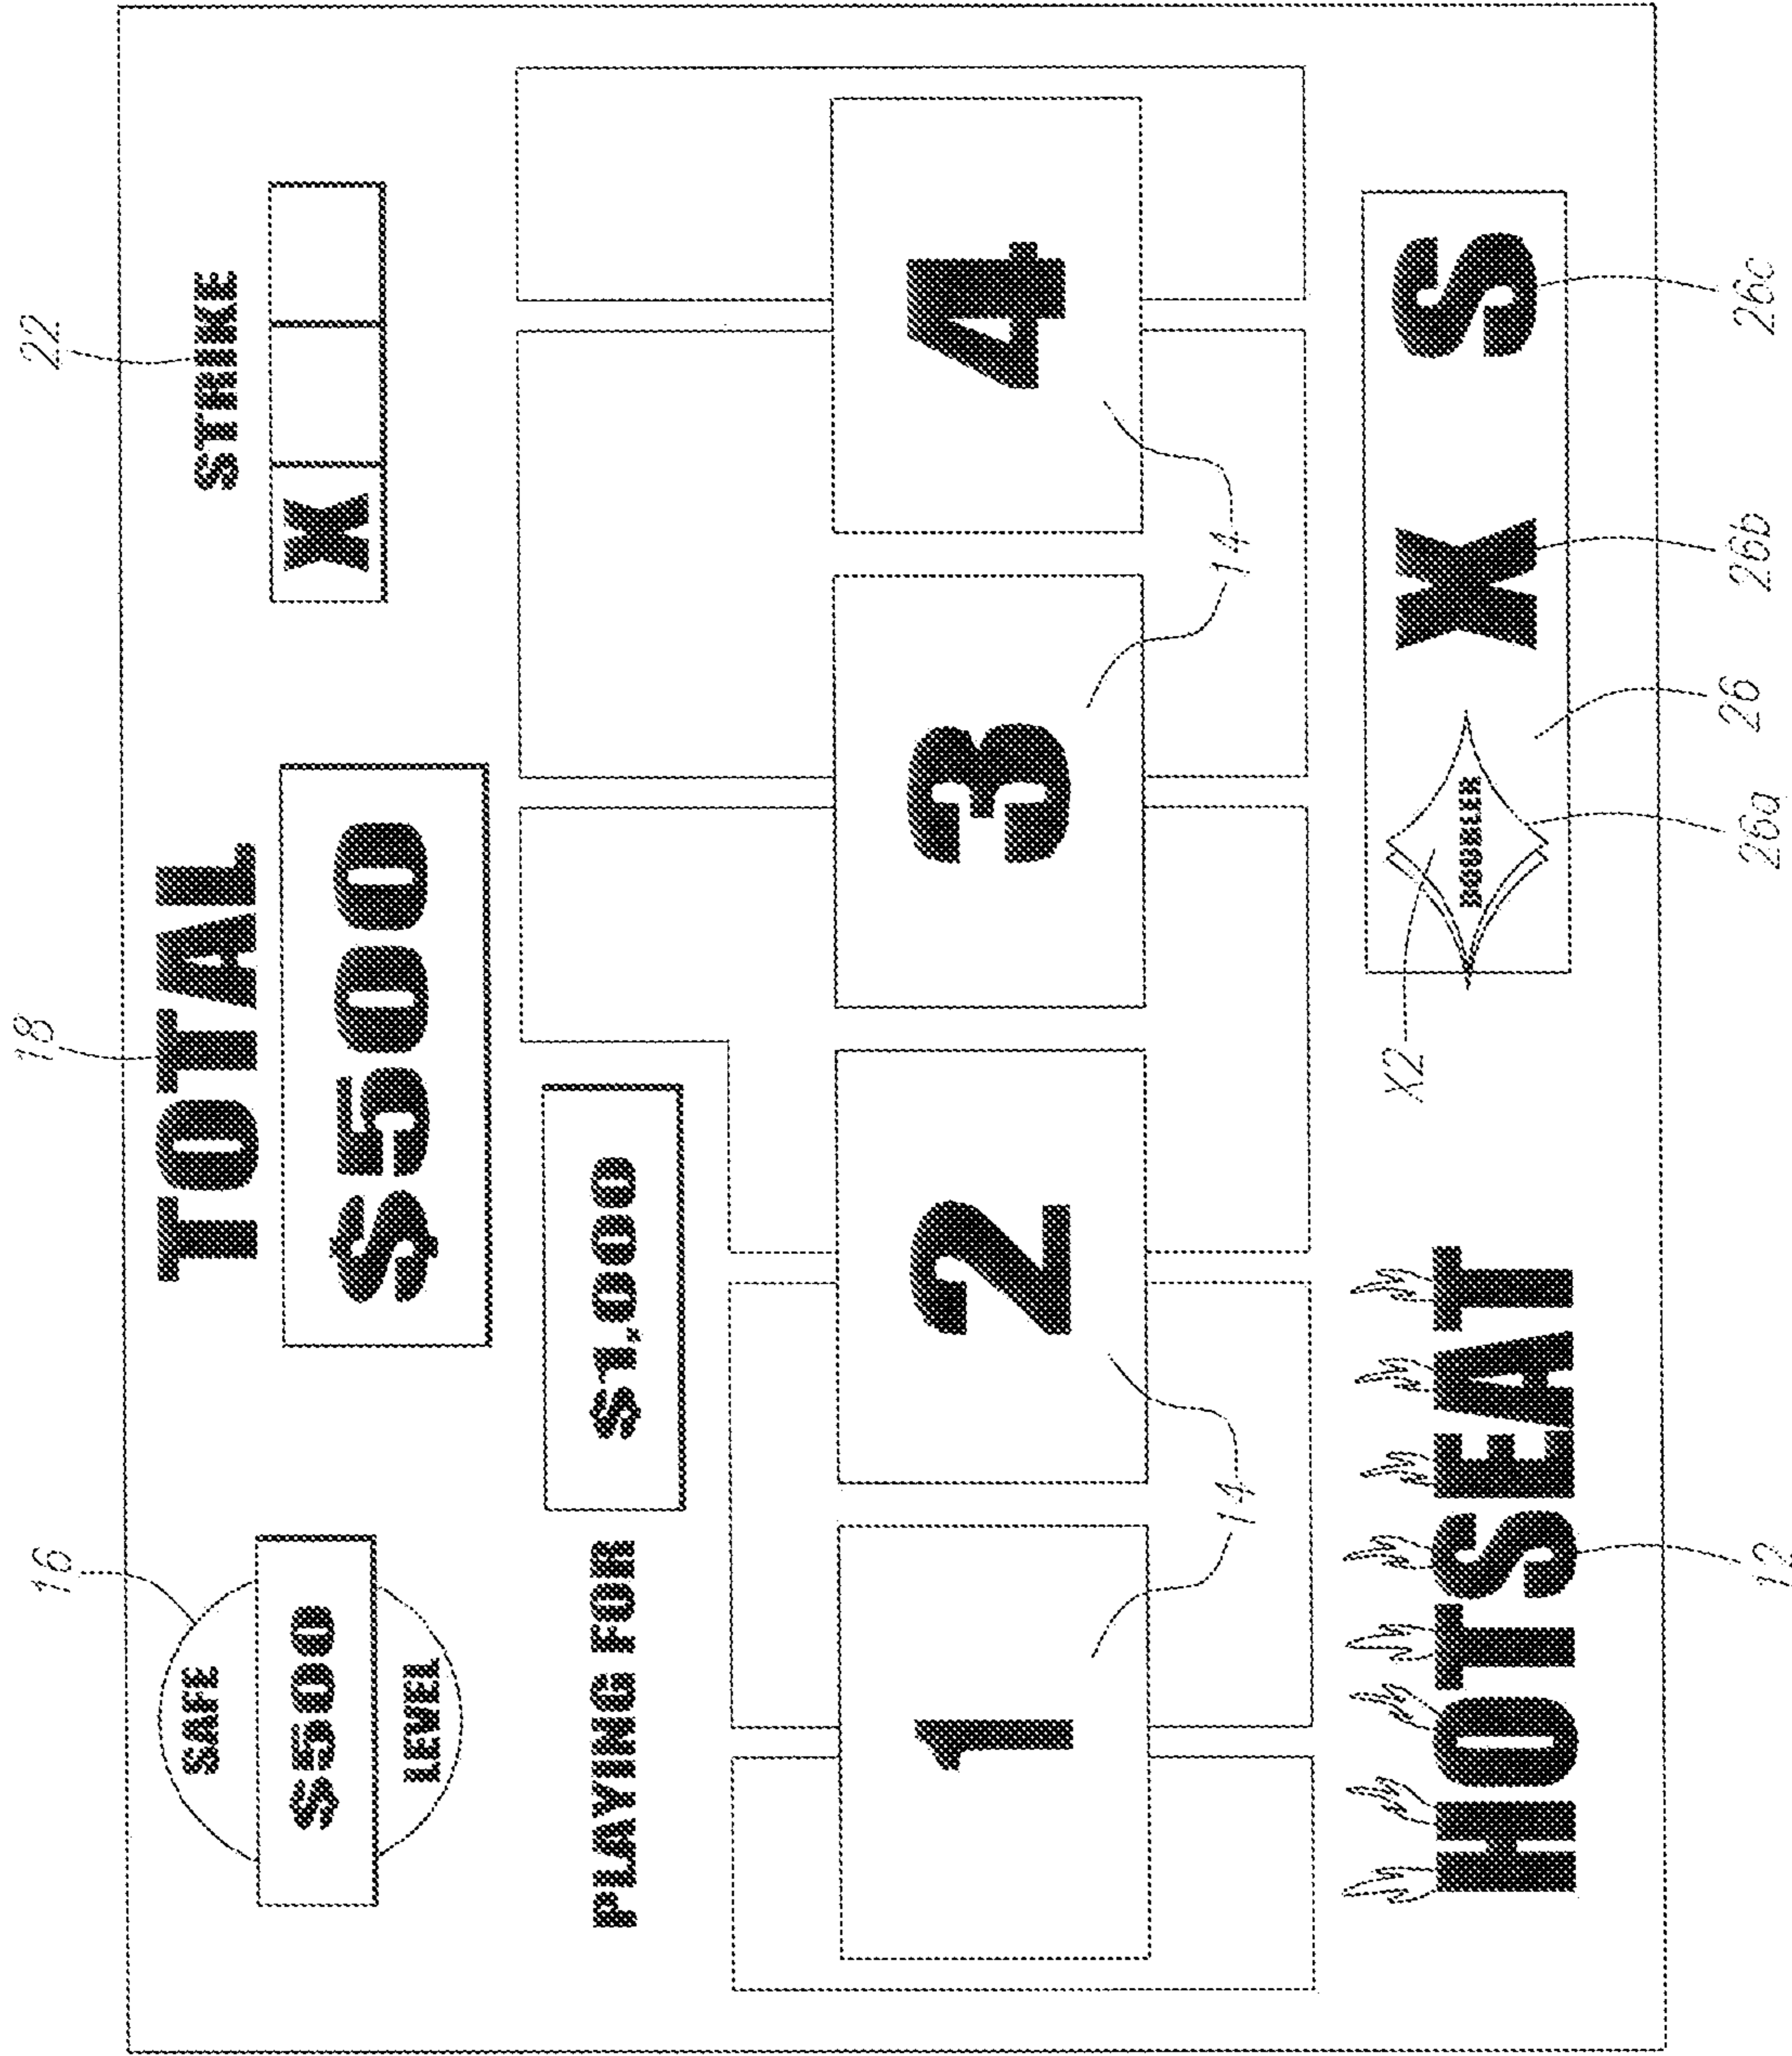 16
18
22
SAFE
$500
LEVEL
TOTAL
$500
STRIKE
X
PLAYING FOR
$1,000
1
2
3
4
14
14
HOTSEAT
DOUBLER
X
S
X2
12
26a
26
26b
26c